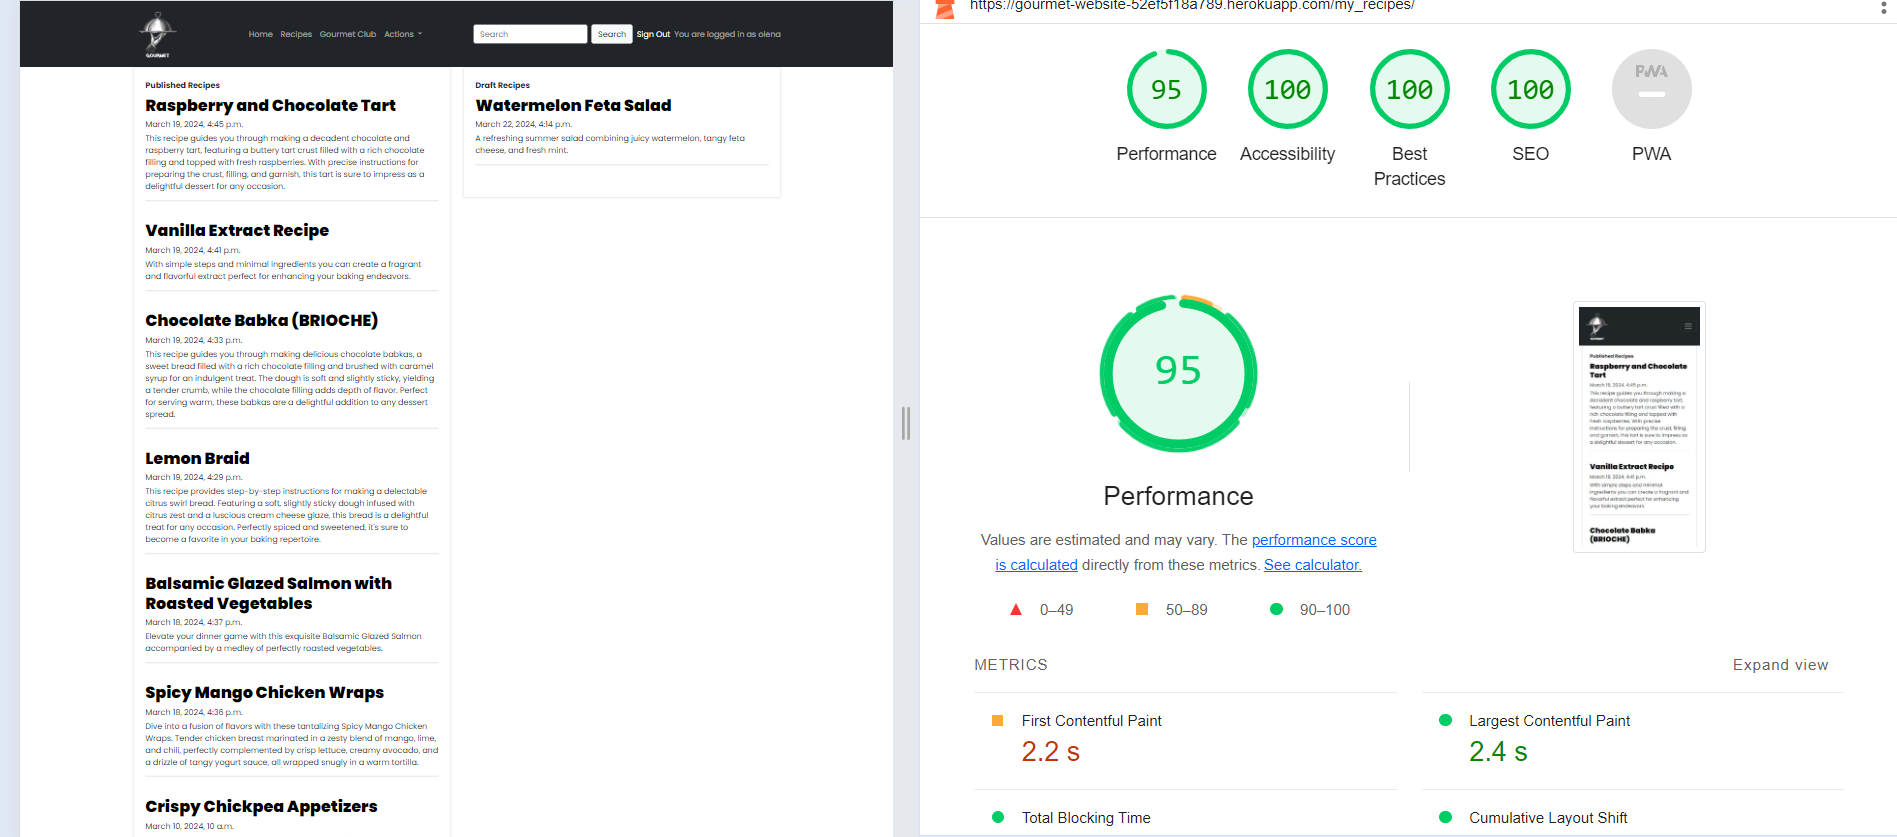 GOURMET
Home Recipes Gourmet Club Actions
Search Search Sign Out You are logged in as olena
Published Recipes
Raspberry and Chocolate Tart
March 19, 2024, 4:45 p.m.
This recipe guides you through making a decadent chocolate and
raspberry tart, featuring a buttery tart crust filled with a rich chocolate
filling and topped with fresh raspberries. With precise instructions for
preparing the crust, filling, and garnish, this tart is sure to impress as a
delightful dessert for any occasion.
Vanilla Extract Recipe
March 19, 2024, 4:41 p.m.
With simple steps and minimal ingredients you can create a fragrant
and flavorful extract perfect for enhancing your baking endeavors.
Chocolate Babka (BRIOCHE)
March 19, 2024, 4:33 p.m.
This recipe guides you through making delicious chocolate babkas, a
sweet bread filled with a rich chocolate filling and brushed with caramel
syrup for an indulgent treat. The dough is soft and slightly sticky, yielding
a tender crumb, while the chocolate filling adds depth of flavor. Perfect
for serving warm, these babkas are a delightful addition to any dessert
spread.
Lemon Braid
March 19, 2024, 4:29 p.m.
This recipe provides step-by-step instructions for making a delectable
citrus swirl bread. Featuring a soft, slightly sticky dough infused with
citrus zest and a luscious cream cheese glaze, this bread is a delightful
treat for any occasion. Perfectly spiced and sweetened, it's sure to
become a favorite in your baking repertoire.
Balsamic Glazed Salmon with
Roasted Vegetables
March 18, 2024, 4:37 p.m.
Elevate your dinner game with this exquisite Balsamic Glazed Salmon
accompanied by a medley of perfectly roasted vegetables.
Spicy Mango Chicken Wraps
March 18, 2024, 4:36 p.m.
Dive into a fusion of flavors with these tantalizing Spicy Mango Chicken
Wraps. Tender chicken breast marinated in a zesty blend of mango, lime,
and chili, perfectly complemented by crisp lettuce, creamy avocado, and
a drizzle of tangy yogurt sauce, all wrapped snugly in a warm tortilla.
Crispy Chickpea Appetizers
March 10, 2024, 10 a.m.
Draft Recipes
Watermelon Feta Salad
March 22, 2024, 4:14 p.m.
A refreshing summer salad combining juicy watermelon, tangy feta
cheese, and fresh mint.
https://gourmet-website-52ef5f18a789.herokuapp.com/my_recipes/
95 100 100 100 PWA
Performance Accessibility Best Practices SEO PWA
95
Performance
Values are estimated and may vary. The performance score
is calculated directly from these metrics. See calculator.
0–49 50–89 90–100
Published Recipes
Raspberry and Chocolate
Tart
March 19, 2024, 4:45 p.m.
This recipe guides you through making a
decadent chocolate and raspberry tart,
featuring a buttery tart crust filled with a
rich chocolate filling and topped with
fresh raspberries. With precise
instructions for preparing the crust, filling,
and garnish, this tart is sure to impress as
a delightful dessert for any occasion.
Vanilla Extract Recipe
March 19, 2024, 4:41 p.m.
With simple steps and minimal
ingredients you can create a fragrant and
flavorful extract perfect for enhancing
your baking endeavors.
Chocolate Babka
(BRIOCHE)
METRICS
Expand view
First Contentful Paint
2.2 s
Largest Contentful Paint
2.4 s
Total Blocking Time
Cumulative Layout Shift